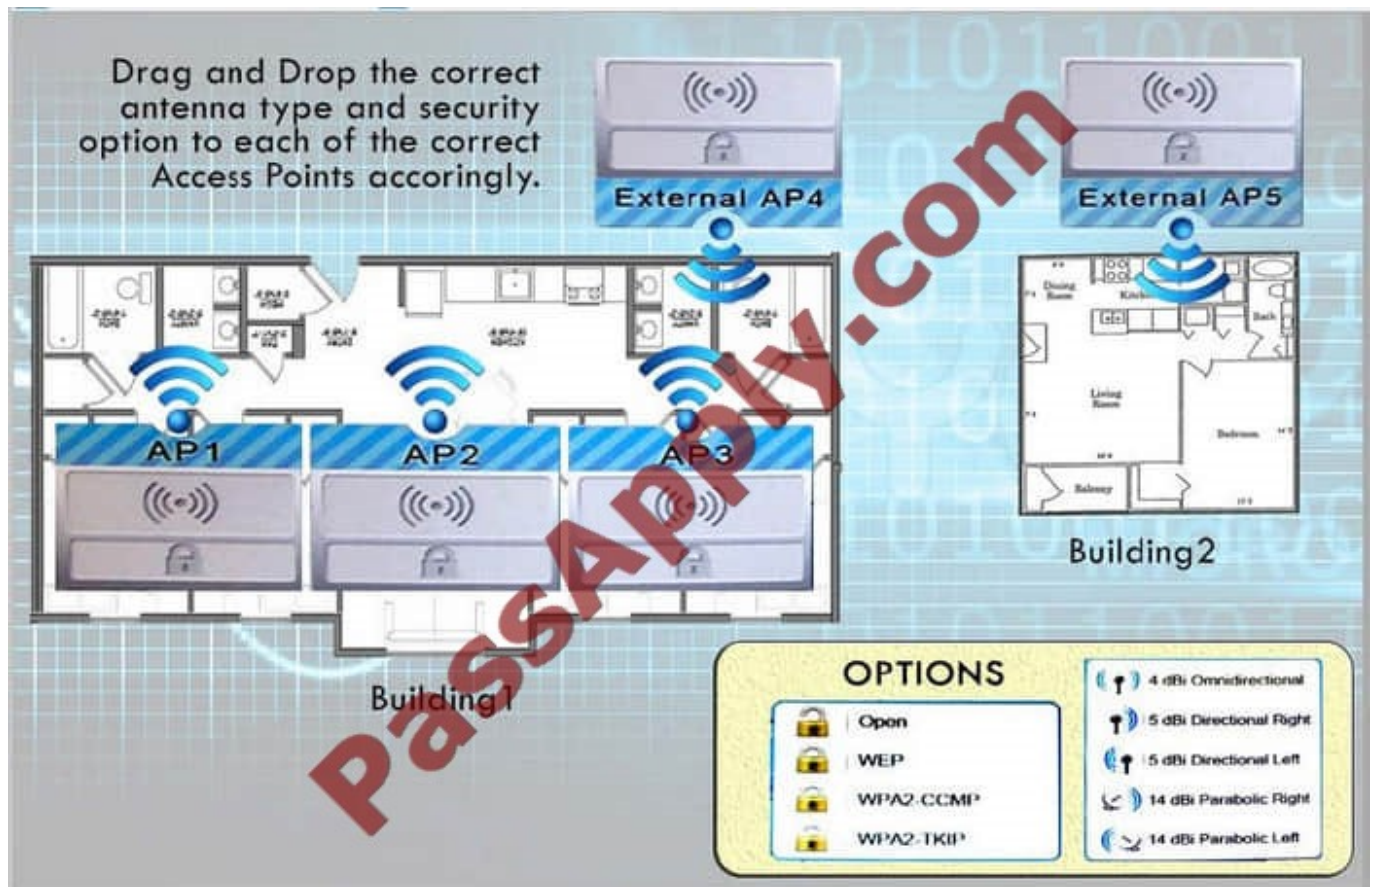 Drag and Drop the correct
antenna type and security
option to each of the correct
Access Points accoringly.
External AP4
External AP5
Dining
Room
Bath
Living
Room
Bedroom
Balcony
AP1
AP2
AP3
Building2
Building1
PassApply.com
OPTIONS
Open
WEP
WPA2-CCMP
WPA2-TKIP
4 dBi Omnidirectional
5 dBi Directional Right
5 dBi Directional Left
14 dBi Parabolic Right
14 dBi Parabolic Left